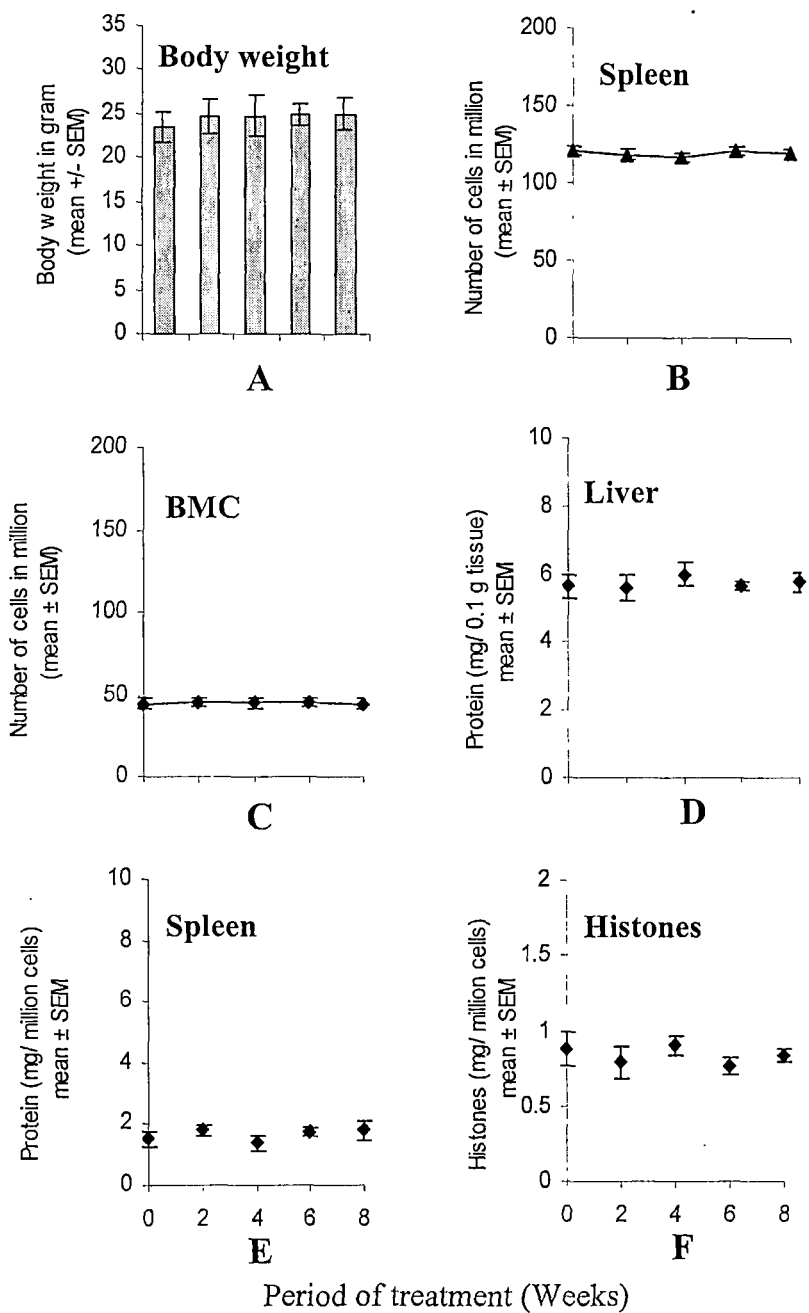 35
30
25
20
15
10
5
0
Body weight
Body w eight in gram
(mean +/- SEM)
A
200
150
100
50
0
Spleen
Number of cells in million
(mean ± SEM)
B
200
150
100
50
0
BMC
Number of cells in million
(mean ± SEM)
C
10
8
6
4
2
0
Liver
Protein (mg/ 0.1 g tissue)
mean ± SEM
D
10
8
6
4
2
0
Spleen
Protein (mg/ million cells)
mean ± SEM
0 2 4 6 8
E
2
1.5
1
0.5
0
Histones
Histones (mg/ million cells)
mean ± SEM
0 2 4 6 8
F
Period of treatment (Weeks)